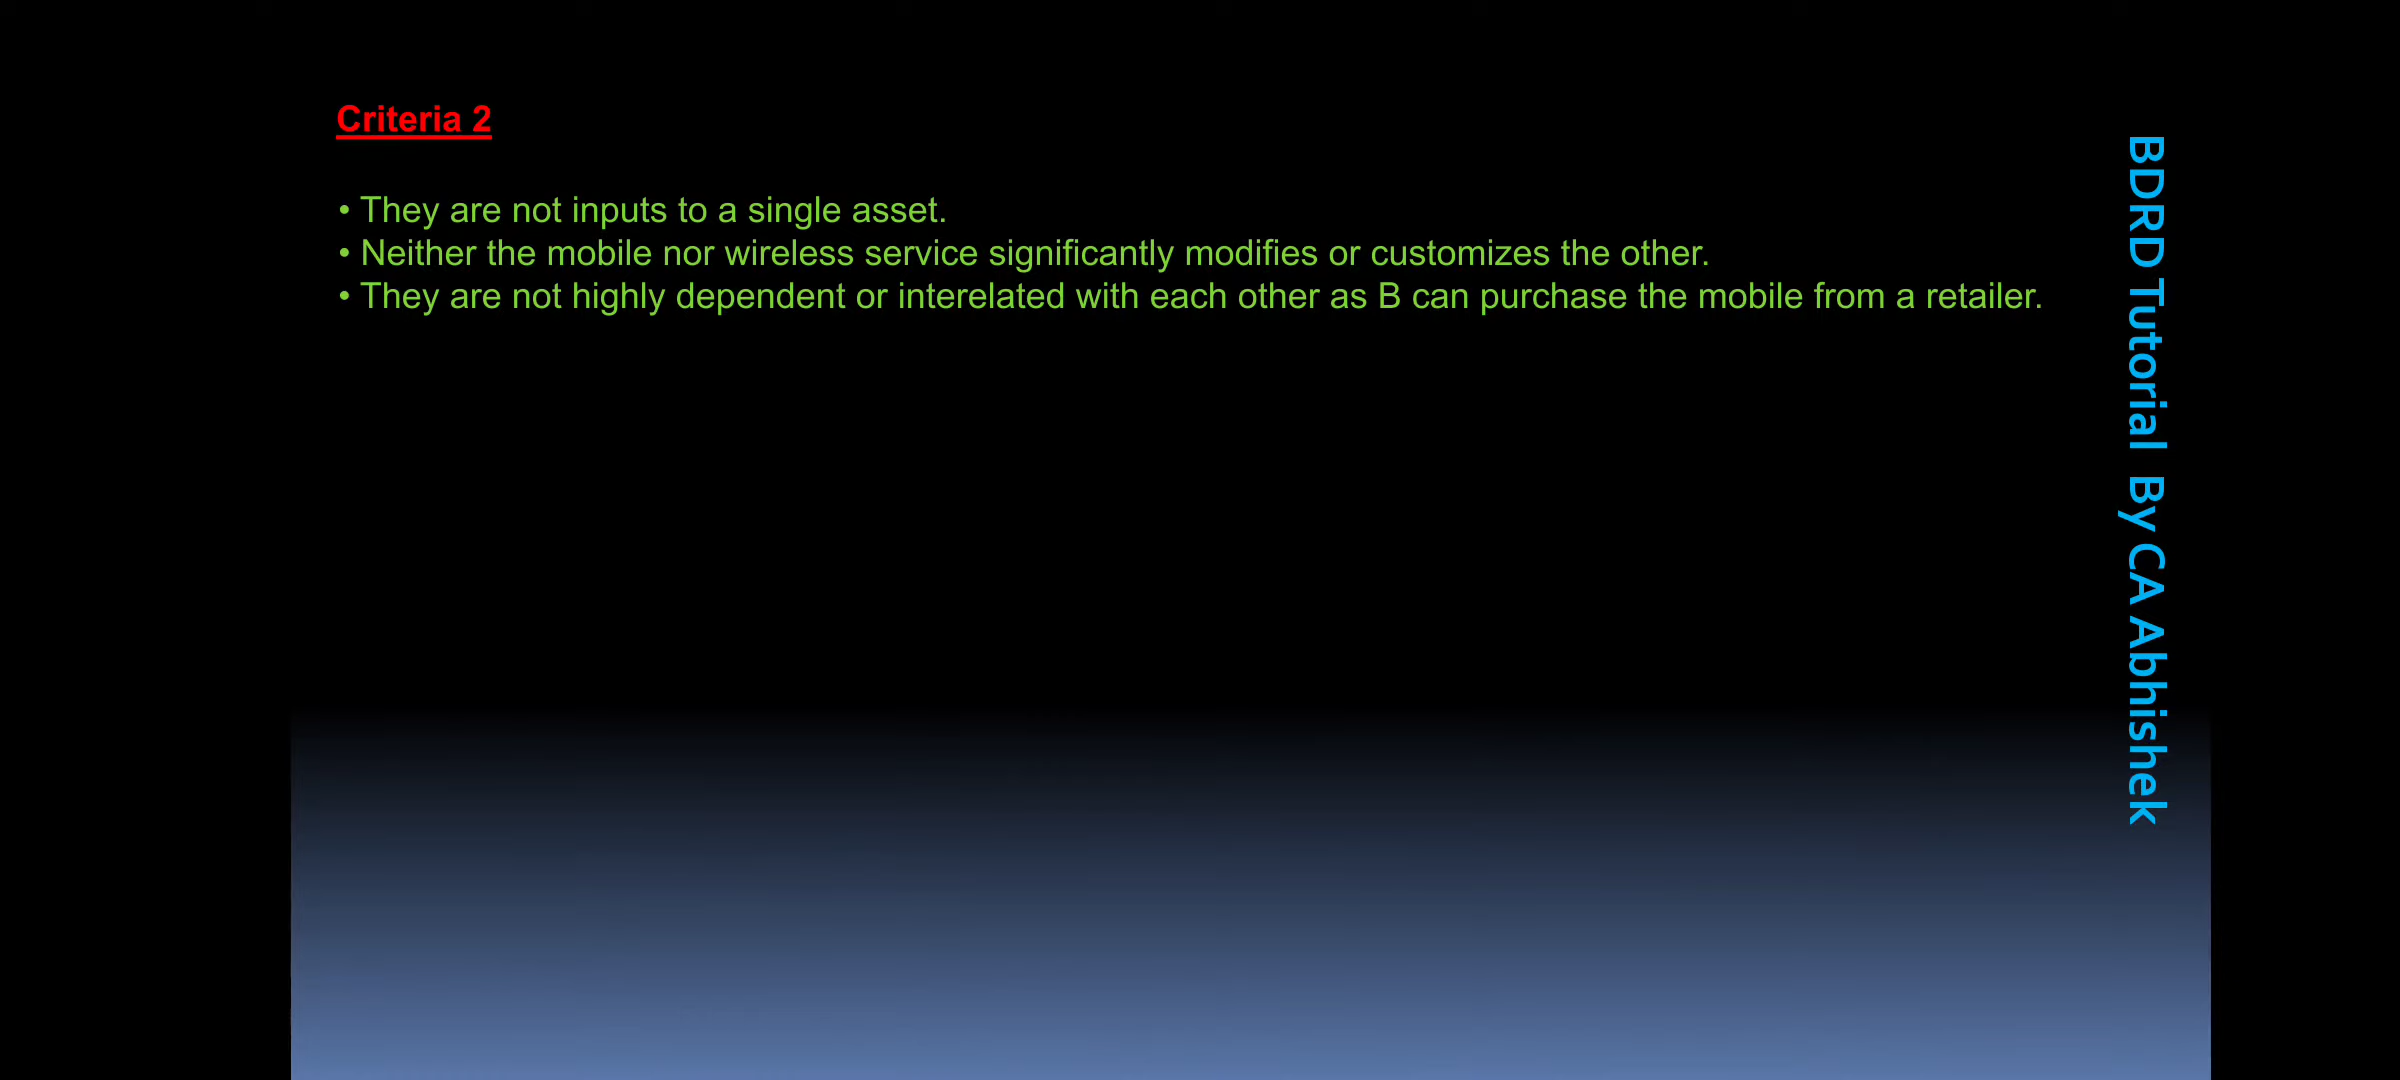 Criteria 2
• They are not inputs to a single asset.
• Neither the mobile nor wireless service significantly modifies or customizes the other.
• They are not highly dependent or interelated with each other as B can purchase the mobile from a retailer.
BDRD Tutorial By CA Abhishek